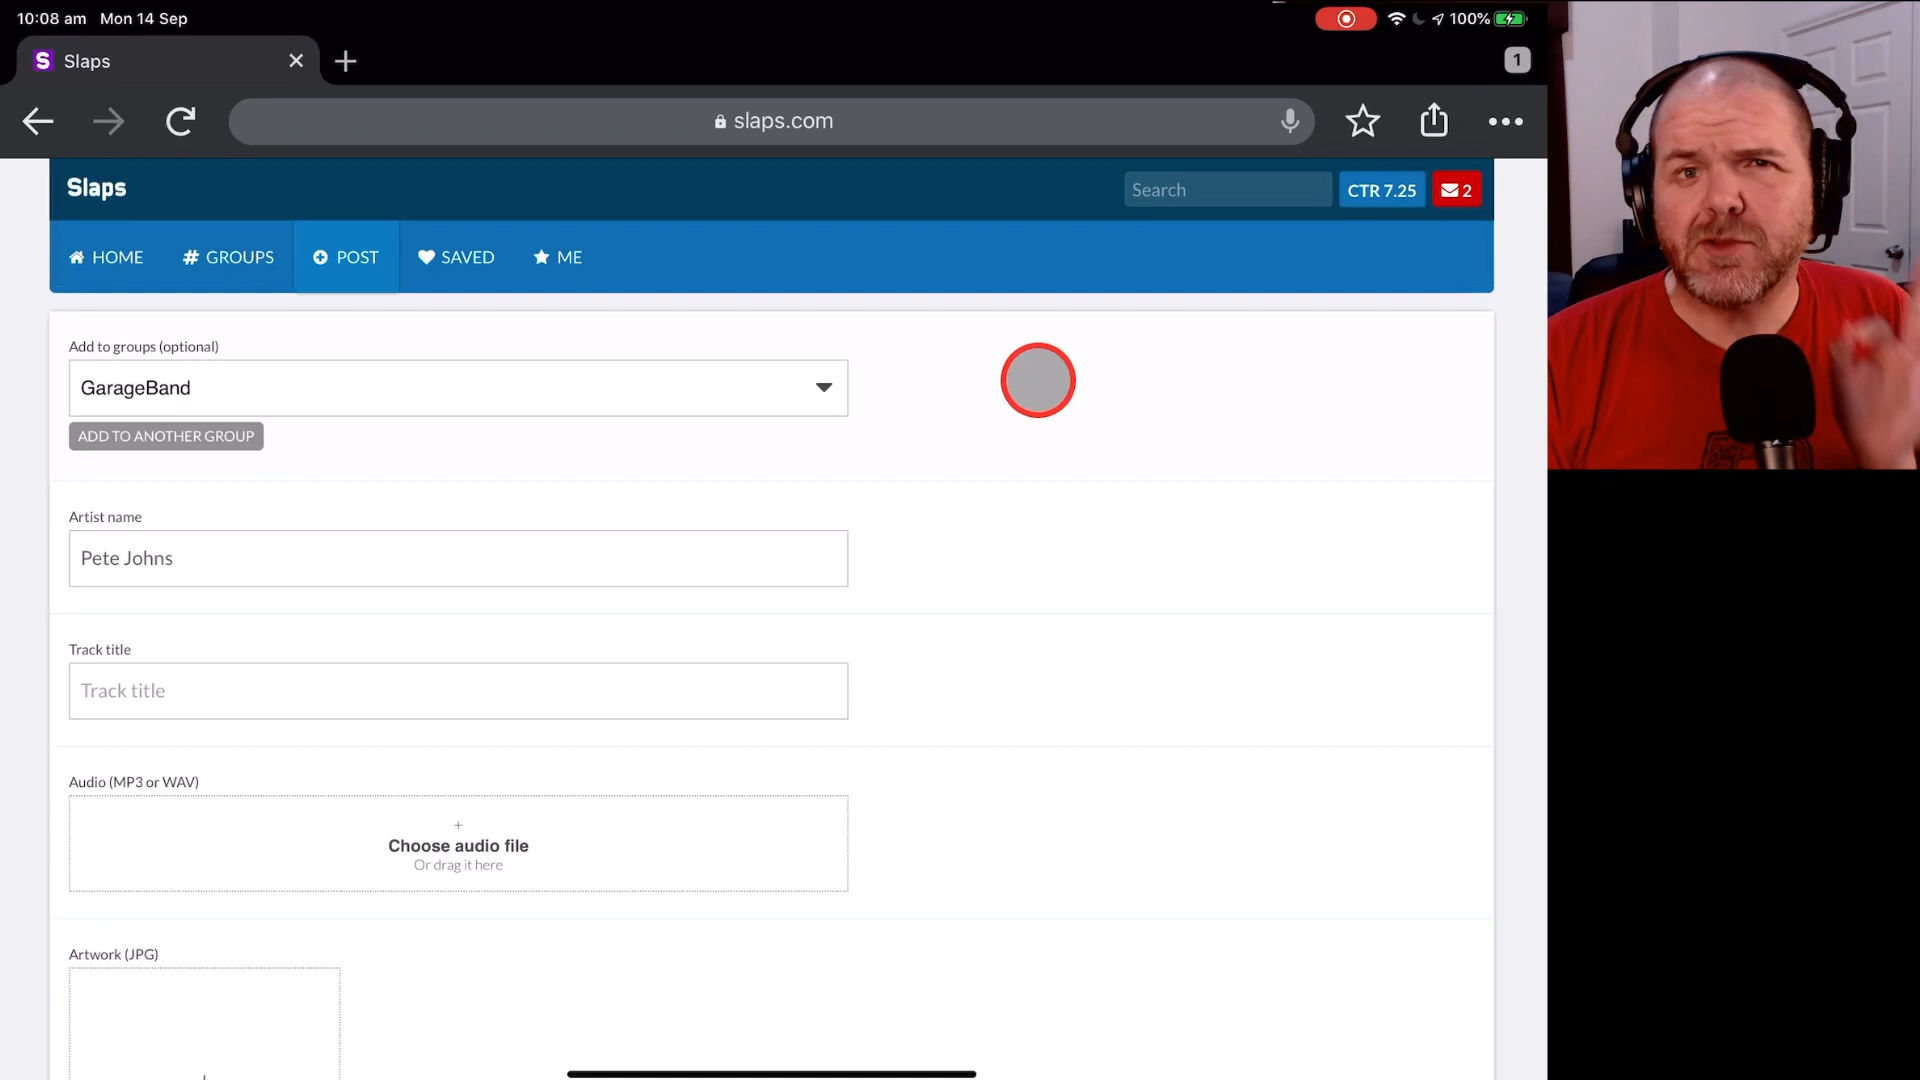 10:08 am Mon 14 Sep
100%
S Slaps
1
slaps.com
Slaps
Search
CTR 7.25
2
HOME
GROUPS
POST
SAVED
ME
Add to groups (optional)
GarageBand
ADD TO ANOTHER GROUP
Artist name
Pete Johns
Track title
Track title
Audio (MP3 or WAV)
+
Choose audio file
Or drag it here
Artwork (JPG)